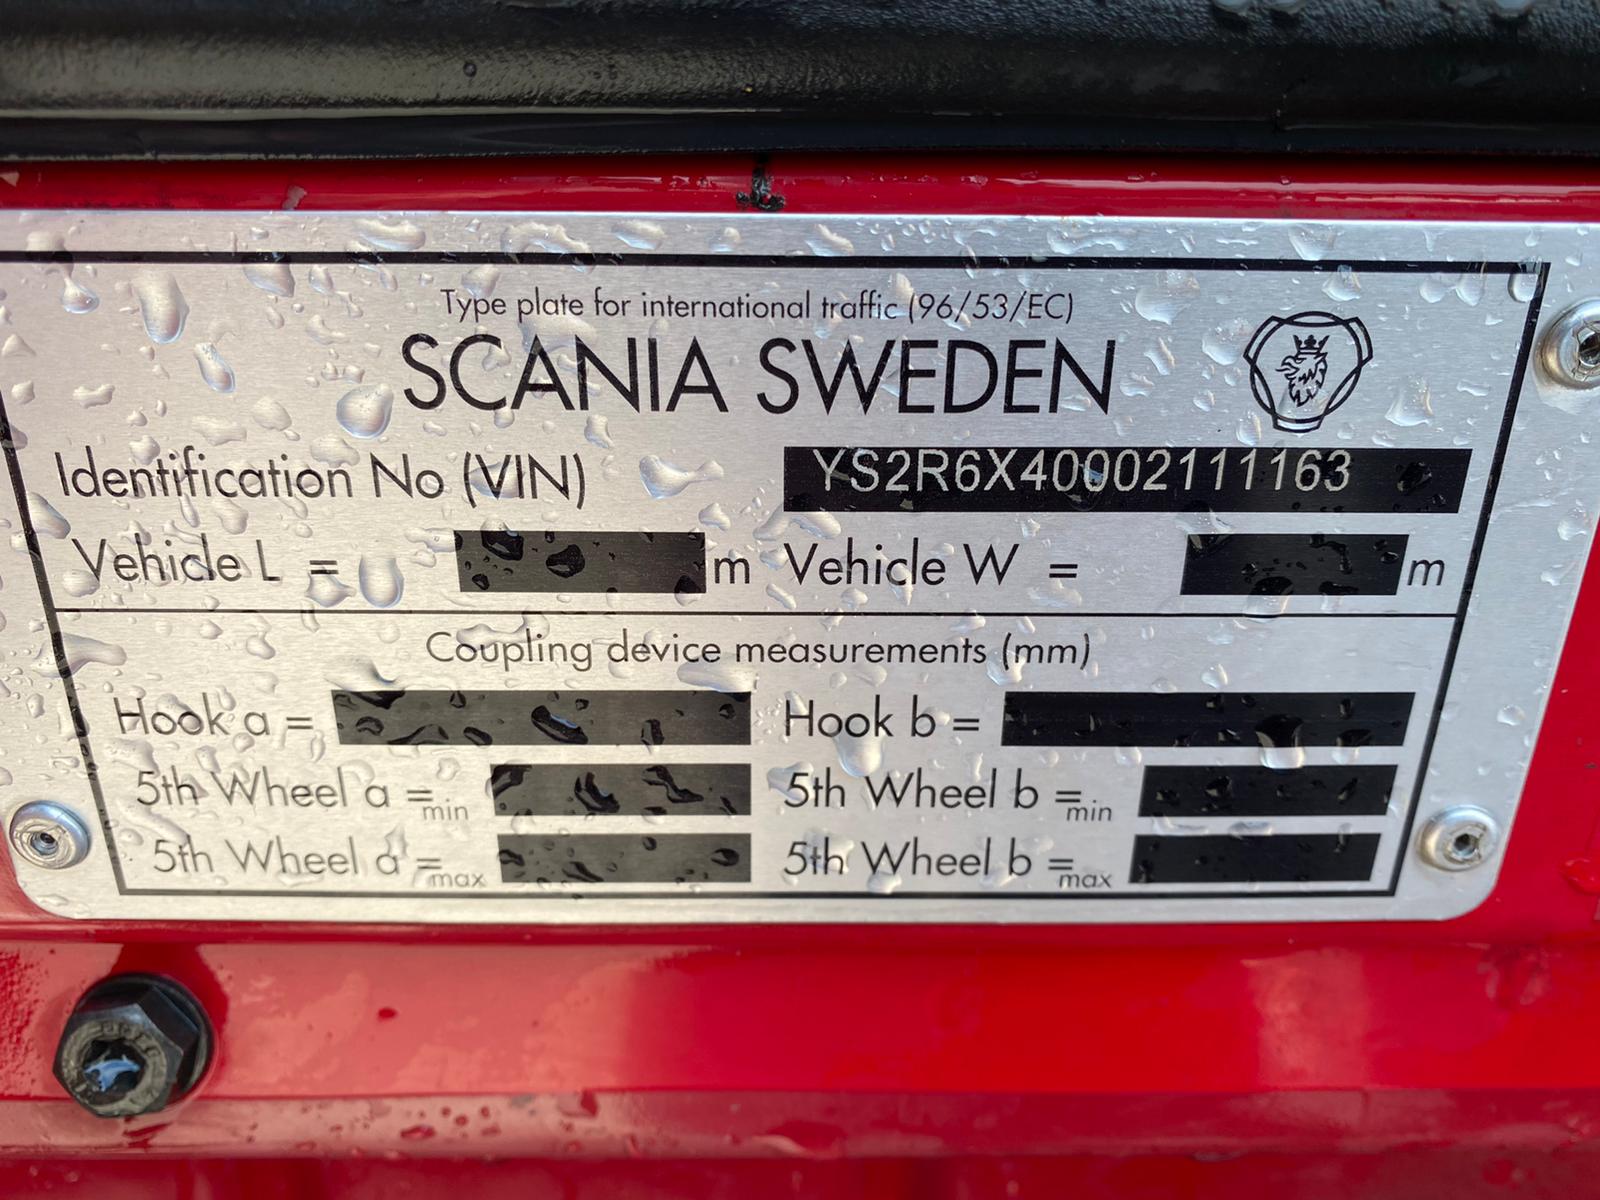 Type plate for international traffic (96/53/EC)
SCANIA SWEDEN
Identification No (VIN) YS2R6X40002111163
Vehicle L = m Vehicle W = m
Coupling device measurements (mm)
Hook a = Hook b =
5th Wheel a =min 5th Wheel b =min
5th Wheel a =max 5th Wheel b =max